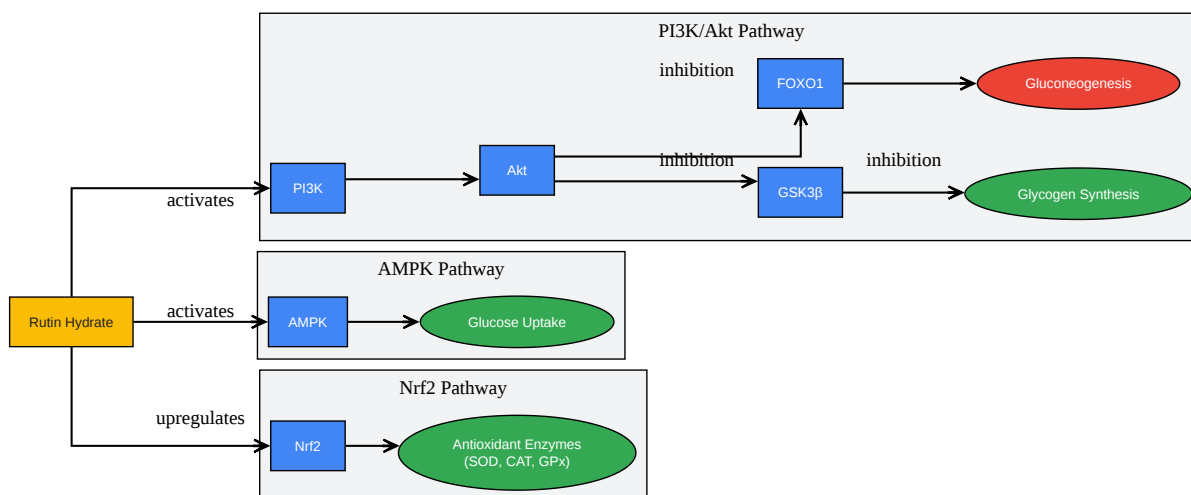 PI3K/Akt Pathway
inhibition
FOXO1
Gluconeogenesis
Akt
inhibition
inhibition
PI3K
GSK3β
Glycogen Synthesis
activates
AMPK Pathway
activates
Rutin Hydrate
AMPK
Glucose Uptake
Nrf2 Pathway
upregulates
Nrf2
Antioxidant Enzymes
(SOD, CAT, GPx)